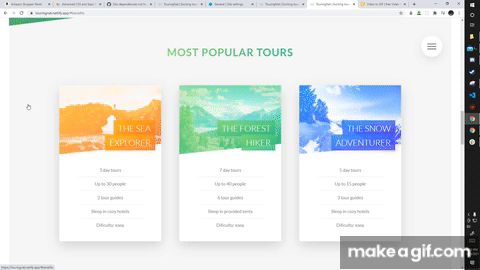 MOST POPULAR TOURS
THE SEA
EXPLORER
3 day tours
Up to 30 people
3 tour guides
Sleep in cozy hotels
Difficulty: easy
THE FOREST
HIKER
7 day tours
Up to 40 people
6 tour guides
Sleep in provided tents
Difficulty: easy
THE SNOW
ADVENTURER
5 day tours
Up to 15 people
3 tour guides
Sleep in cozy hotels
Difficulty: easy
make a gif.com